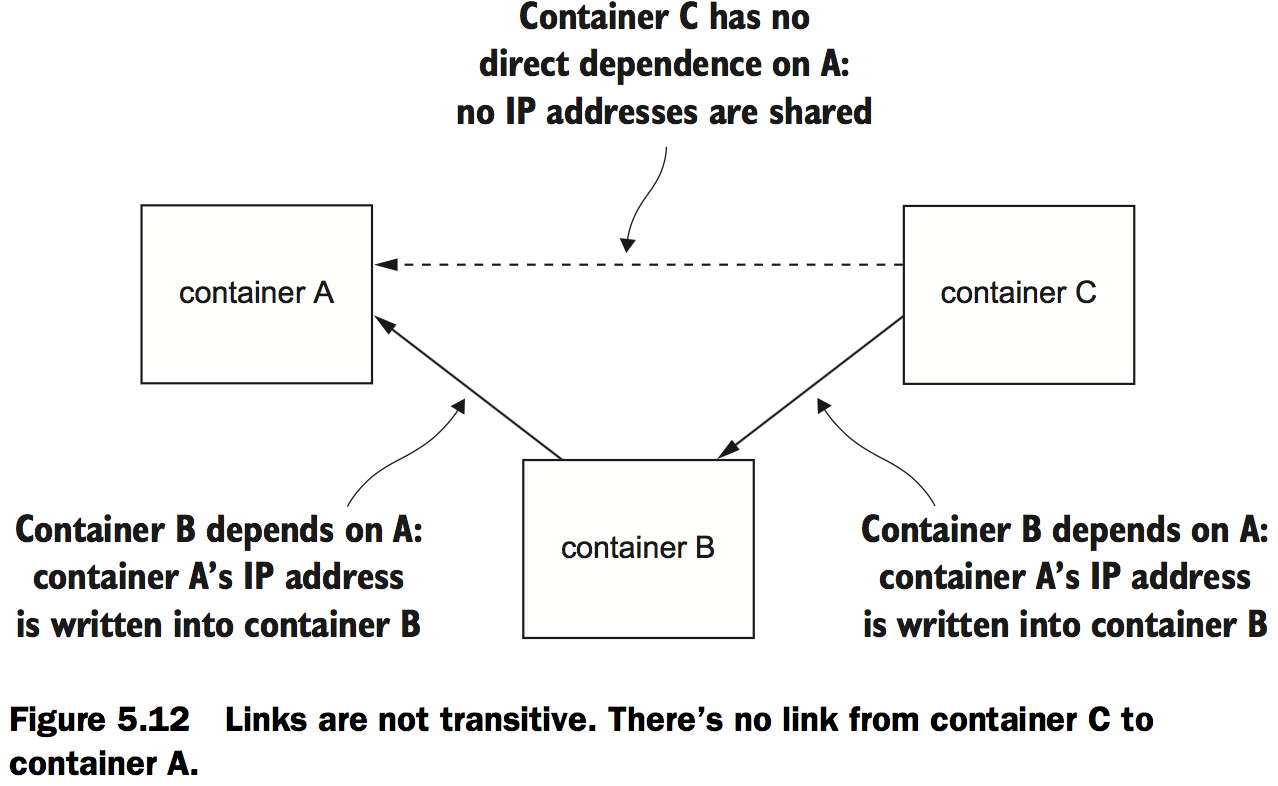 Container C has no
direct dependence on A:
no IP addresses are shared
container A
container C
container B
Container B depends on A:
container A’s IP address
is written into container B
Container B depends on A:
container A’s IP address
is written into container B
Figure 5.12 Links are not transitive. There’s no link from container C to
container A.